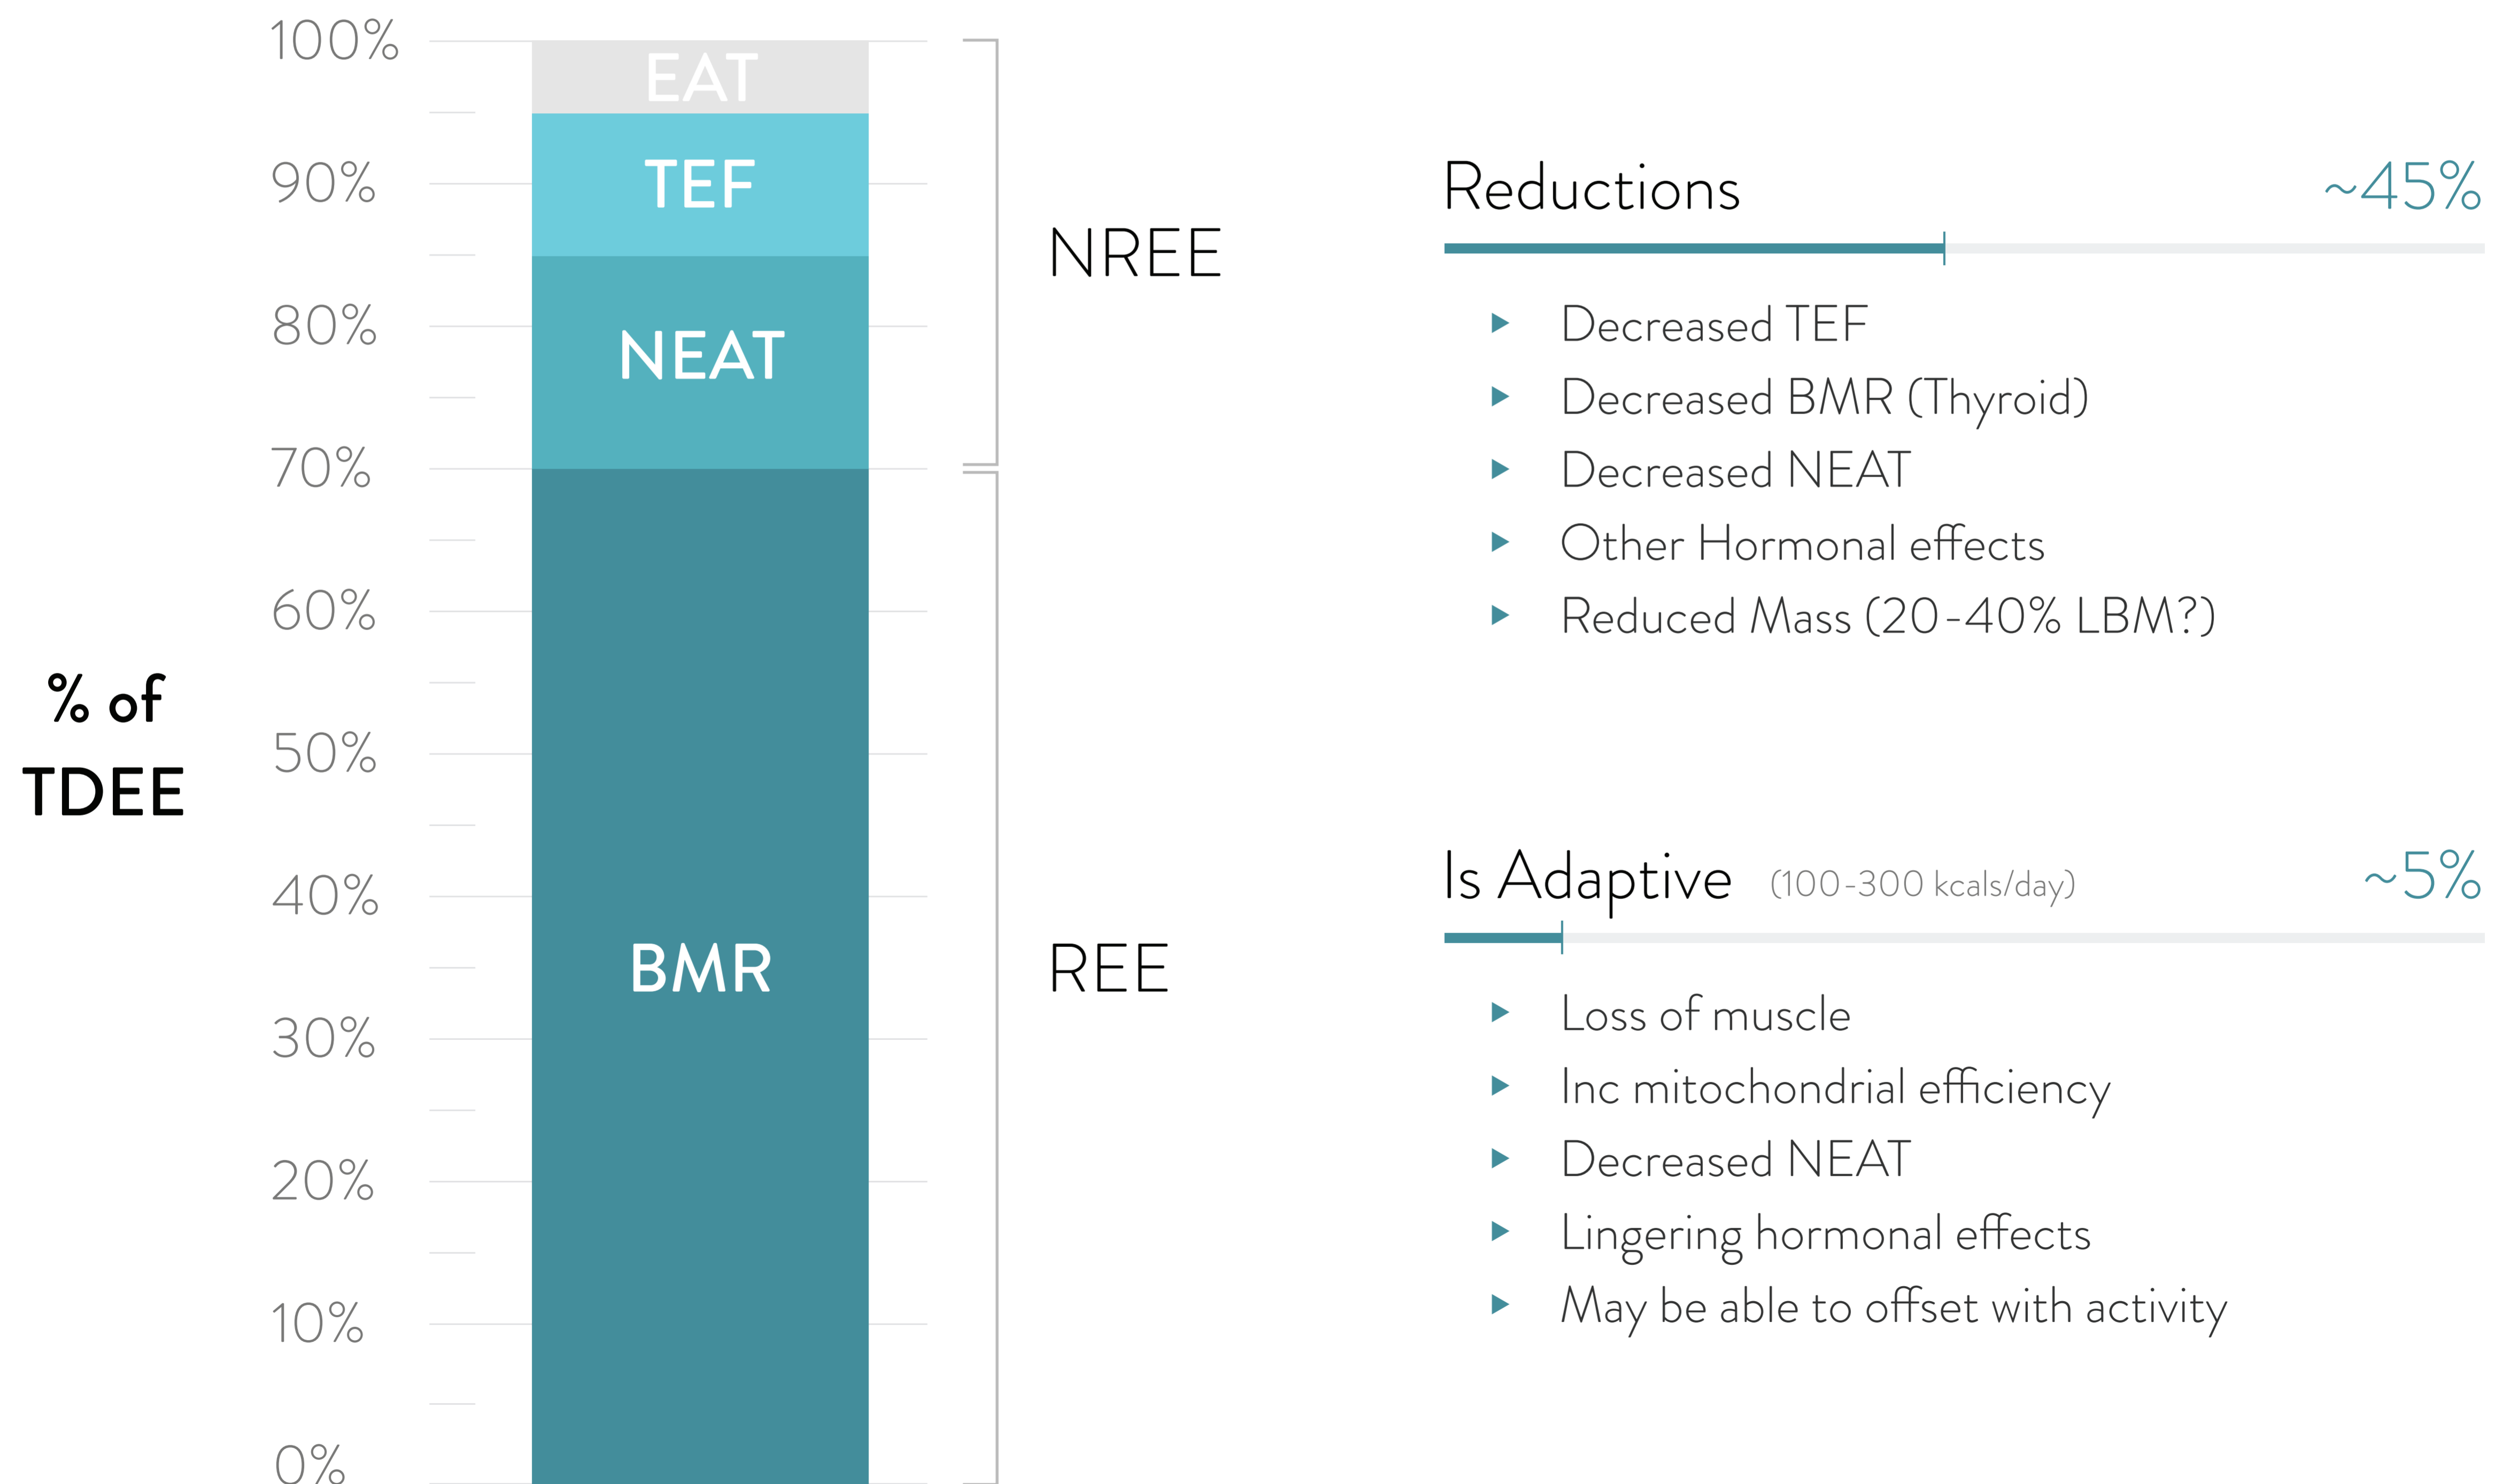 % of
TDEE
100%
90%
80%
70%
60%
50%
40%
30%
20%
10%
0%
EAT
TEF
NEAT
BMR
NREE
REE
Reductions ~45%
Decreased TEF
Decreased BMR (Thyroid)
Decreased NEAT
Other Hormonal effects
Reduced Mass (20-40% LBM?)
Is Adaptive (100-300 kcals/day) ~5%
Loss of muscle
Inc mitochondrial efficiency
Decreased NEAT
Lingering hormonal effects
May be able to offset with activity